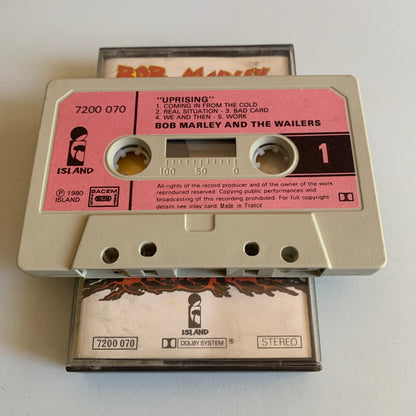 BOB MARLEY
7200 070
"UPRISING"
1. COMING IN FROM THE COLD
2. REAL SITUATION - 3. BAD CARD
4. WE AND THEN - 5. WORK
BOB MARLEY AND THE WAILERS
ISLAND
100 50 0
1
℗ 1980
ISLAND
BIEM
SACEM
All rights of the record producer and of the owner of the work
reproduced reserved. Copying public performances and
broadcasting of this recording prohibited. For full copyright
details see inlay card. Made in France
ISLAND
7200 070
DOLBY SYSTEM ®
STEREO